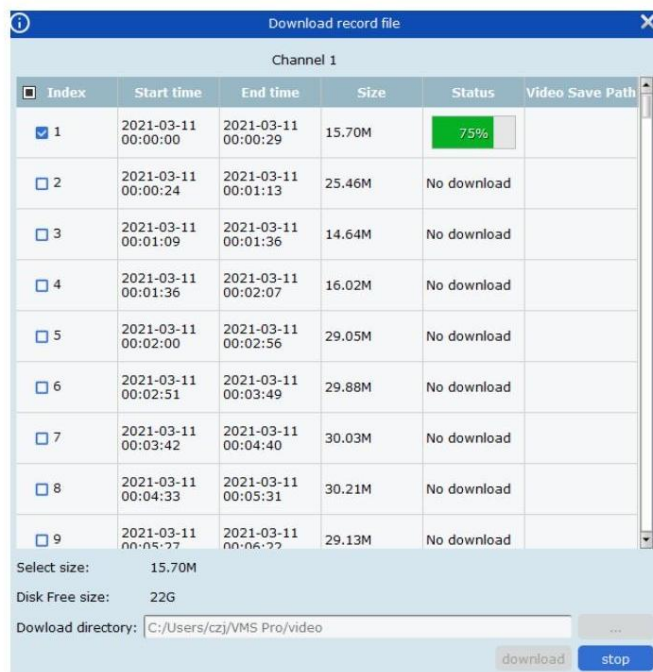 Download record file
Channel 1
Index Start time End time Size Status Video Save Path
1 2021-03-11 00:00:00 2021-03-11 00:00:29 15.70M 75%
2 2021-03-11 00:00:24 2021-03-11 00:01:13 25.46M No download
3 2021-03-11 00:01:09 2021-03-11 00:01:36 14.64M No download
4 2021-03-11 00:01:36 2021-03-11 00:02:07 16.02M No download
5 2021-03-11 00:02:00 2021-03-11 00:02:56 29.05M No download
6 2021-03-11 00:02:51 2021-03-11 00:03:49 29.88M No download
7 2021-03-11 00:03:42 2021-03-11 00:04:40 30.03M No download
8 2021-03-11 00:04:33 2021-03-11 00:05:31 30.21M No download
9 2021-03-11 00:05:27 2021-03-11 00:06:22 29.13M No download
Select size: 15.70M
Disk Free size: 22G
Dowload directory: C:/Users/czj/VMS Pro/video ...
download stop